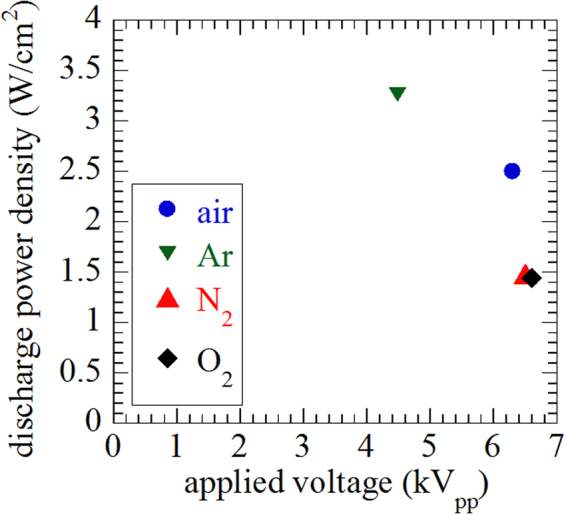 discharge power density (W/cm²)
4
3.5
3
2.5
2
1.5
1
0.5
0
air
Ar
N₂
O₂
0 1 2 3 4 5 6 7
applied voltage (kVpp)